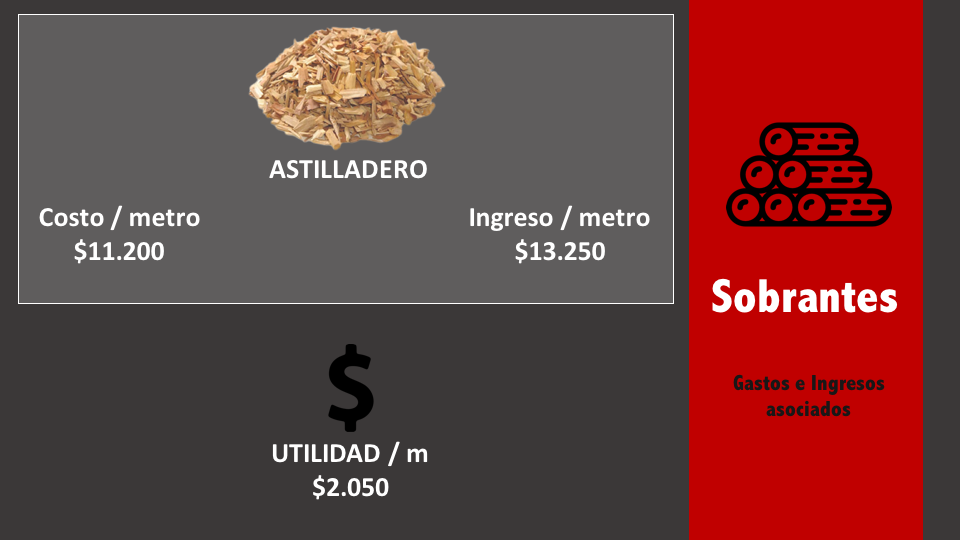 ASTILLADERO
Costo / metro
$11.200
Ingreso / metro
$13.250
$
UTILIDAD / m
$2.050
Sobrantes
Gastos e Ingresos
asociados